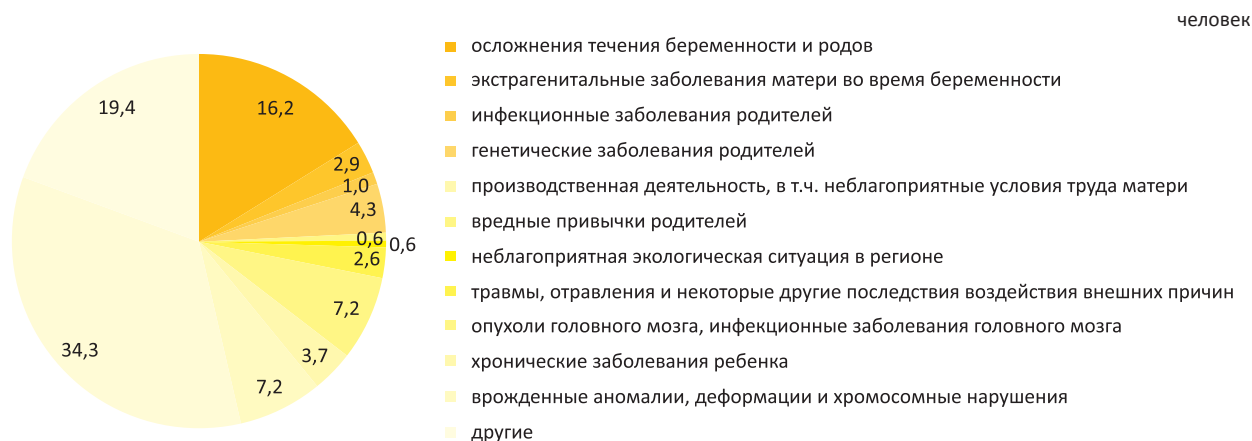 человек
осложнения течения беременности и родов
экстрагенитальные заболевания матери во время беременности
инфекционные заболевания родителей
генетические заболевания родителей
производственная деятельность, в т.ч. неблагоприятные условия труда матери
вредные привычки родителей
неблагоприятная экологическая ситуация в регионе
травмы, отравления и некоторые другие последствия воздействия внешних причин
опухоли головного мозга, инфекционные заболевания головного мозга
хронические заболевания ребенка
врожденные аномалии, деформации и хромосомные нарушения
другие
16,2
2,9
1,0
4,3
0,6
0,6
2,6
7,2
3,7
7,2
34,3
19,4